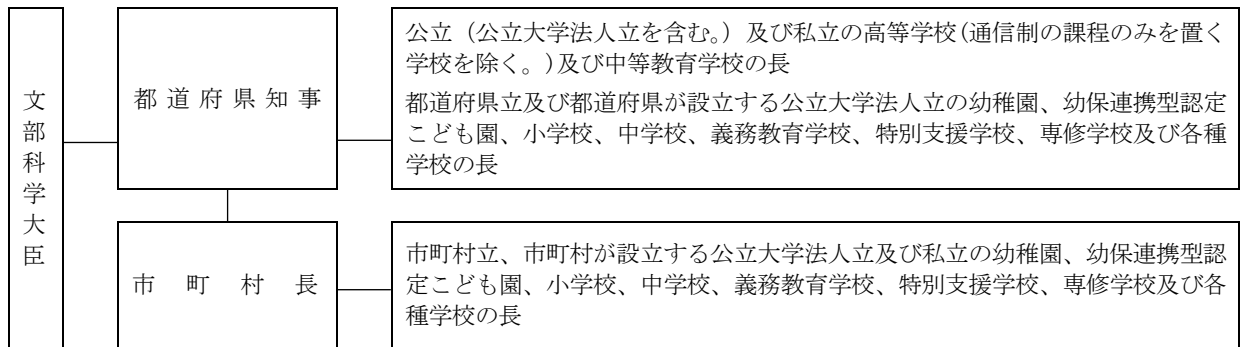 文部科学大臣
都道府県知事
公立（公立大学法人立を含む。）及び私立の高等学校(通信制の課程のみを置く
学校を除く。)及び中等教育学校の長
都道府県立及び都道府県が設立する公立大学法人立の幼稚園、幼保連携型認定
こども園、小学校、中学校、義務教育学校、特別支援学校、専修学校及び各種
学校の長
市町村長
市町村立、市町村が設立する公立大学法人立及び私立の幼稚園、幼保連携型認
定こども園、小学校、中学校、義務教育学校、特別支援学校、専修学校及び各
種学校の長